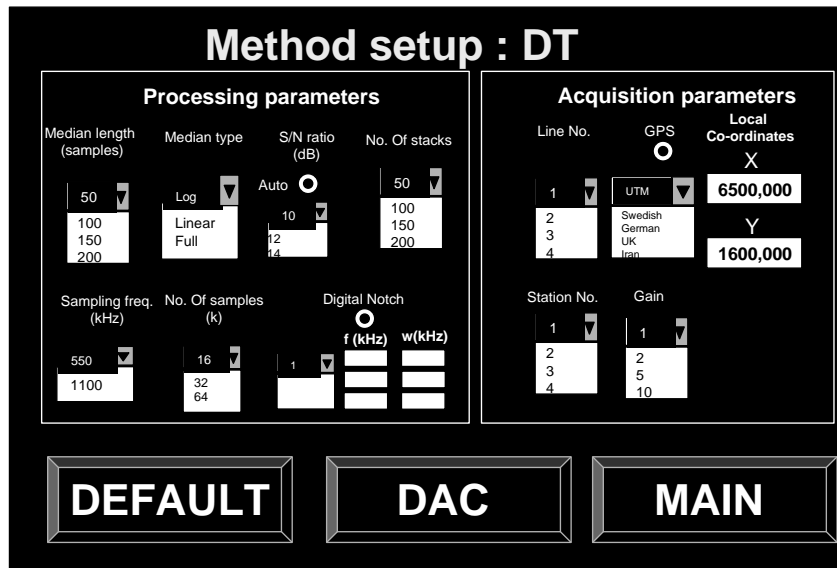 Method setup : DT
Processing parameters
Median length
(samples)
50
100
150
200
Median type
Log
Linear
Full
S/N ratio
(dB)
Auto
10
12
14
No. Of stacks
50
100
150
200
Sampling freq.
(kHz)
550
1100
No. Of samples
(k)
16
32
64
Digital Notch
f (kHz)
w(kHz)
1
Acquisition parameters
Line No.
1
2
3
4
GPS
UTM
Swedish
German
UK
Iran
Local
Co-ordinates
X
6500,000
Y
1600,000
Station No.
1
2
3
4
Gain
1
2
5
10
DEFAULT
DAC
MAIN